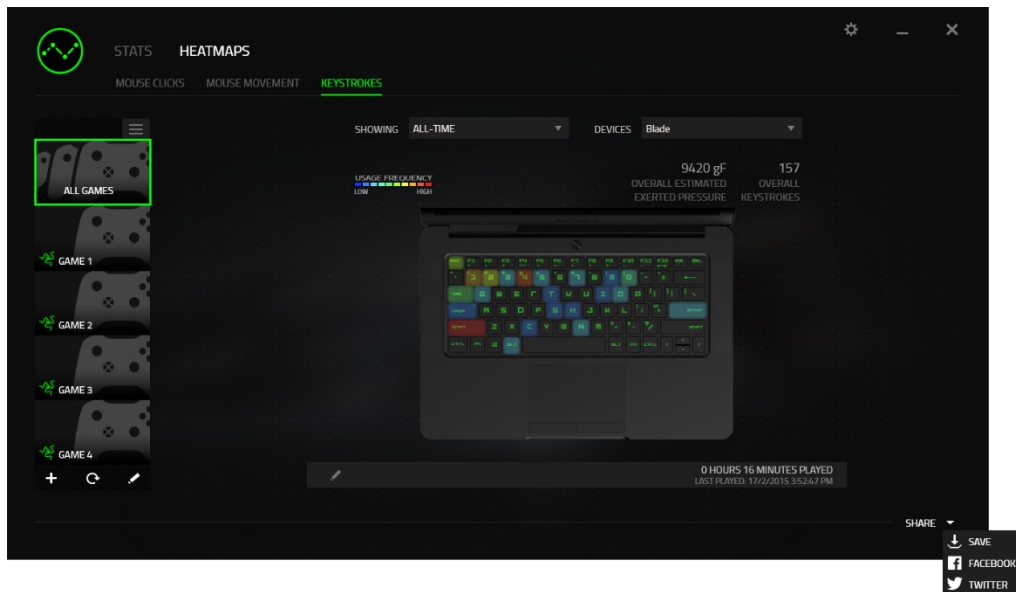 STATS HEATMAPS
MOUSE CLICKS MOUSE MOVEMENT KEYSTROKES
SHOWING ALL-TIME DEVICES Blade
ALL GAMES
USAGE FREQUENCY
LOW HIGH
9420 gF 157
OVERALL ESTIMATED OVERALL
EXERTED PRESSURE KEYSTROKES
GAME 1
GAME 2
GAME 3
GAME 4
0 HOURS 16 MINUTES PLAYED
LAST PLAYED: 17/2/2015 3:52:47 PM
SHARE
SAVE
FACEBOOK
TWITTER